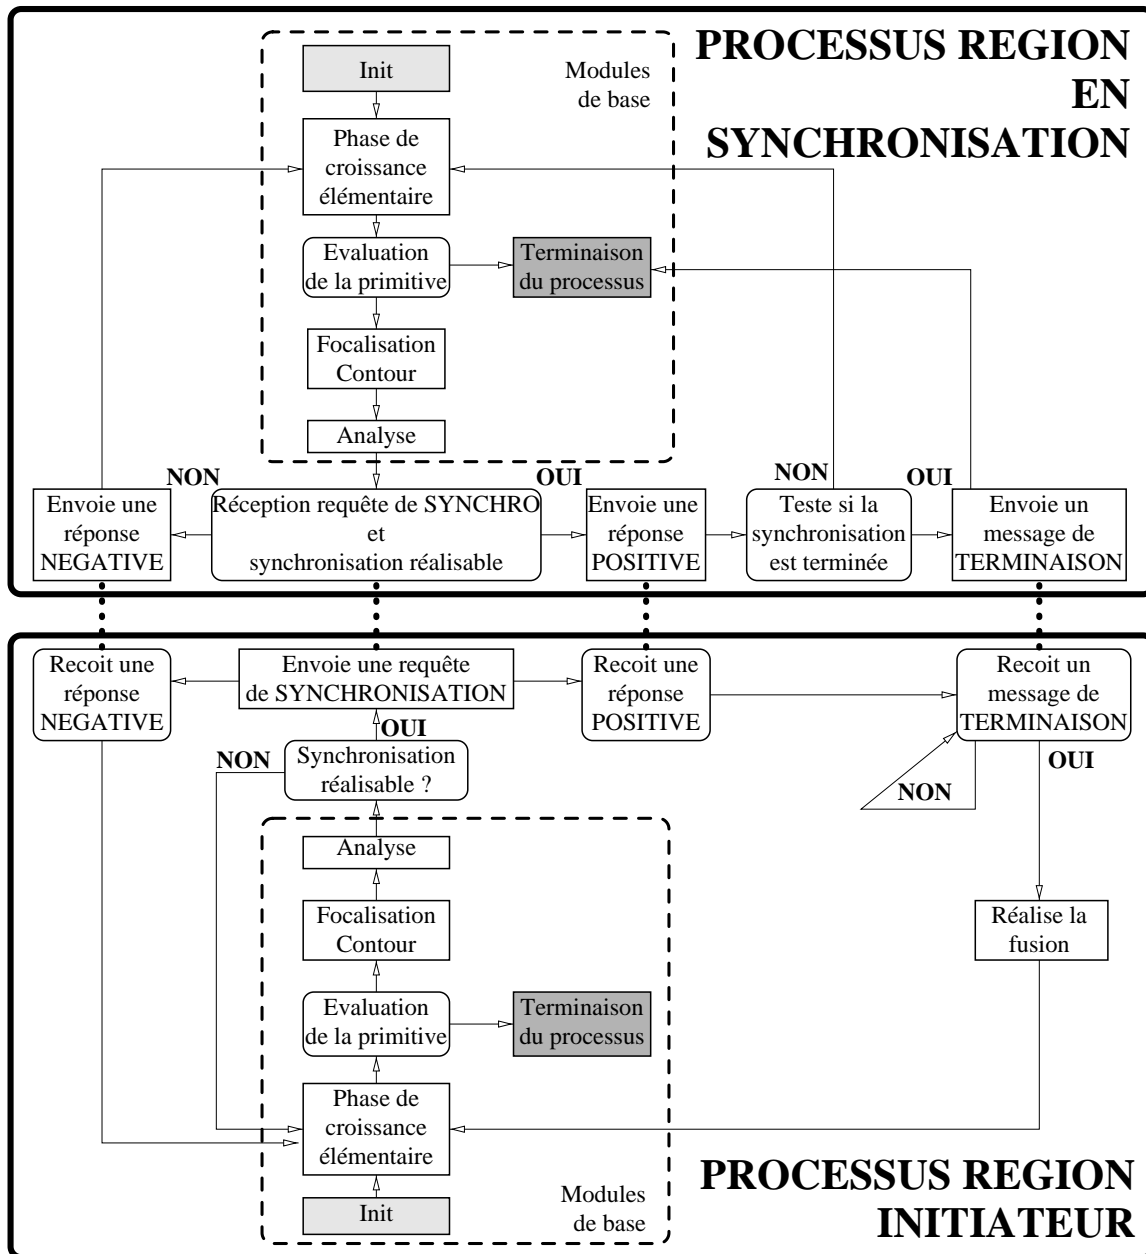 PROCESSUS REGION
EN
SYNCHRONISATION
Init
Modules
de base
Phase de
croissance
élémentaire
Evaluation
de la primitive
Terminaison
du processus
Focalisation
Contour
Analyse
NON
OUI
NON
OUI
Envoie une
réponse
NEGATIVE
Réception requête de SYNCHRO
et
synchronisation réalisable
Envoie une
réponse
POSITIVE
Teste si la
synchronisation
est terminée
Envoie un
message de
TERMINAISON
Recoit une
réponse
NEGATIVE
Envoie une requête
de SYNCHRONISATION
Recoit une
réponse
POSITIVE
Recoit un
message de
TERMINAISON
OUI
NON
Synchronisation
réalisable ?
OUI
NON
Analyse
Focalisation
Contour
Réalise la
fusion
Evaluation
de la primitive
Terminaison
du processus
Phase de
croissance
élémentaire
Init
Modules
de base
PROCESSUS REGION
INITIATEUR